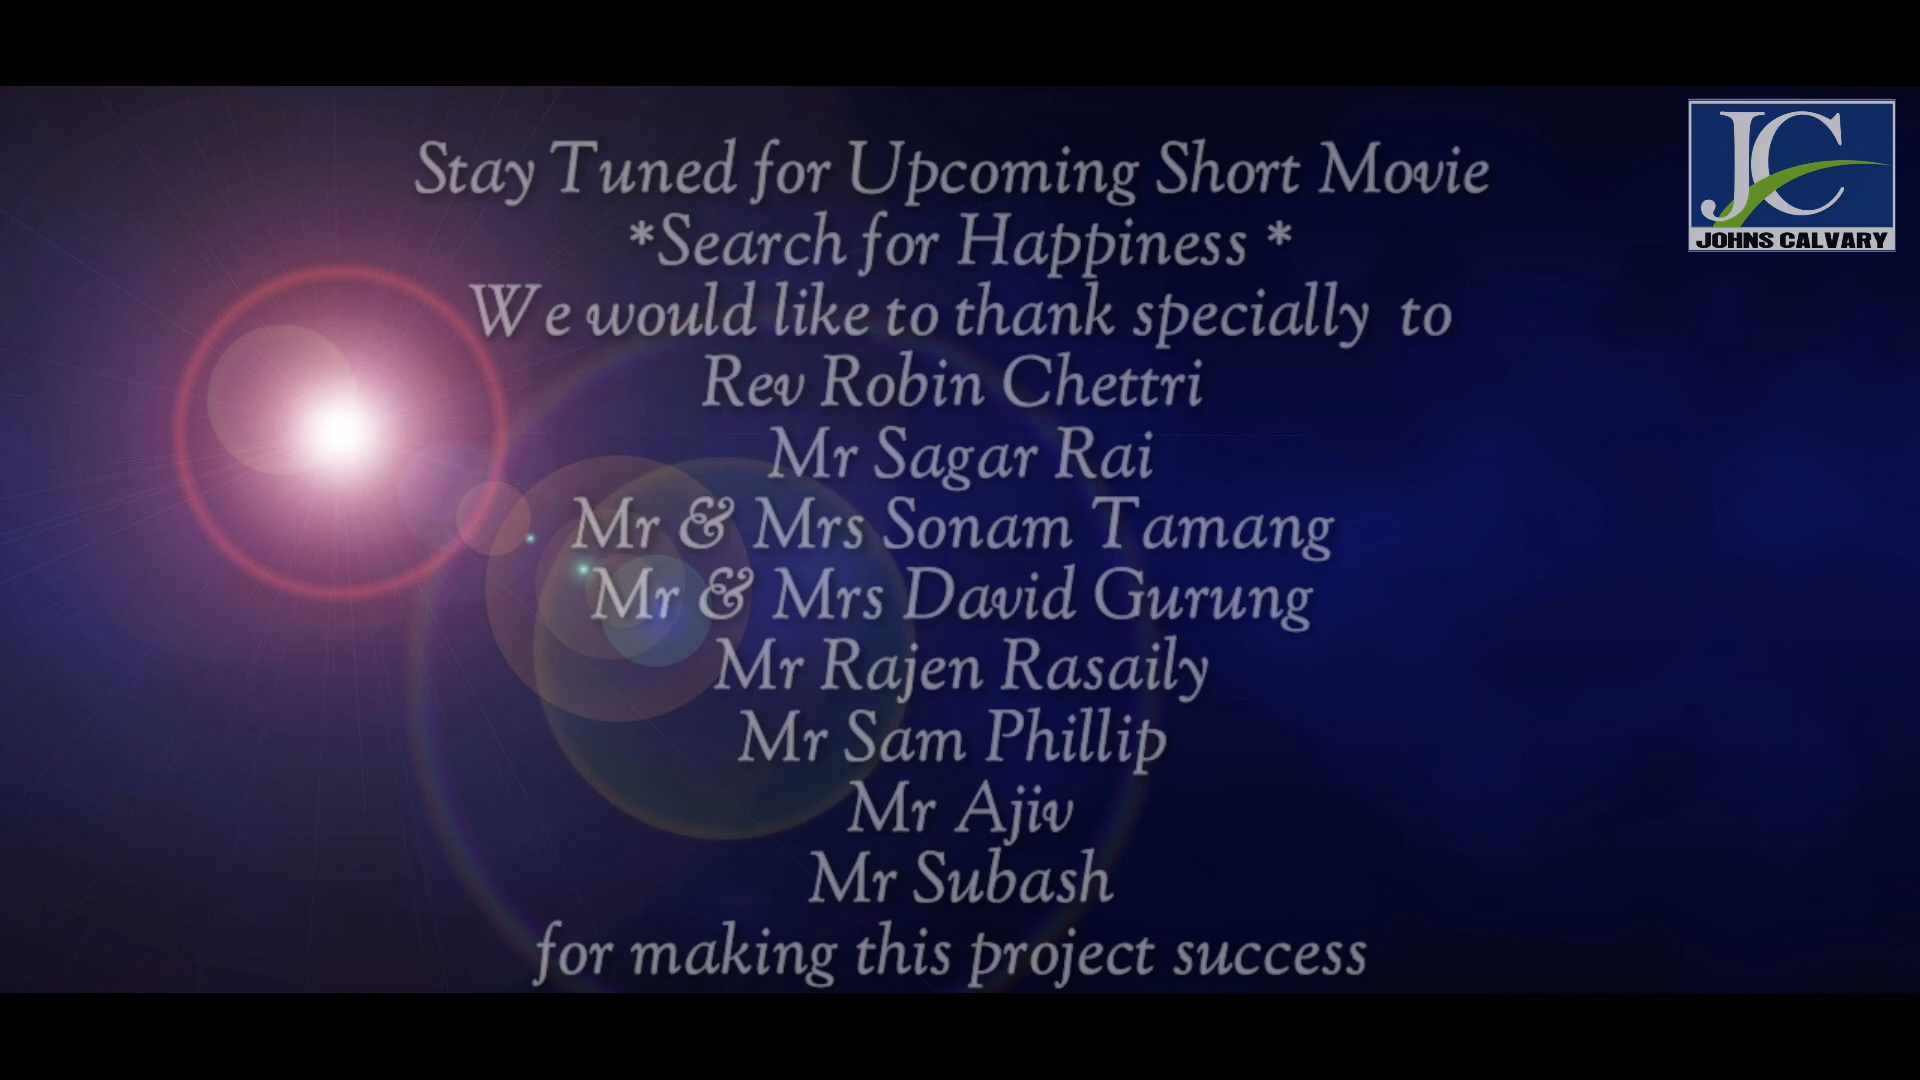 Stay Tuned for Upcoming Short Movie
*Search for Happiness *
We would like to thank specially to
Rev Robin Chettri
Mr Sagar Rai
Mr & Mrs Sonam Tamang
Mr & Mrs David Gurung
Mr Rajen Rasaily
Mr Sam Phillip
Mr Ajiv
Mr Subash
for making this project success
JC
JOHNS CALVARY